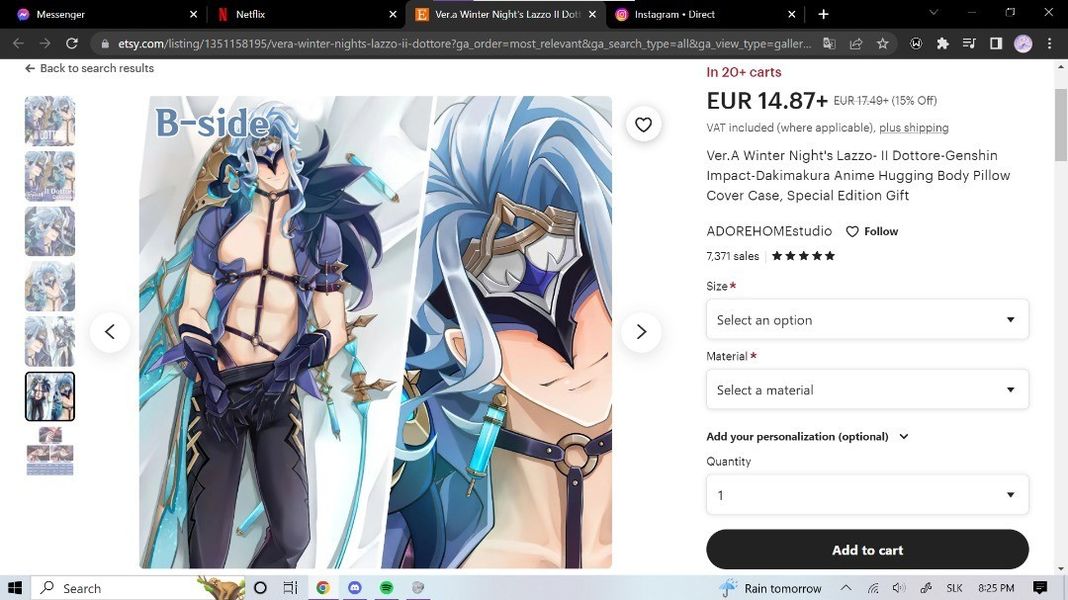 Messenger
Netflix
Ver.a Winter Night's Lazzo II Dott
Instagram • Direct
etsy.com/listing/1351158195/vera-winter-nights-lazzo-ii-dottore?ga_order=most_relevant&ga_search_type=all&ga_view_type=galler...
Back to search results
B-side
In 20+ carts
EUR 14.87+ EUR 17.49+ (15% Off)
VAT included (where applicable), plus shipping
Ver.A Winter Night's Lazzo- II Dottore-Genshin
Impact-Dakimakura Anime Hugging Body Pillow
Cover Case, Special Edition Gift
ADOREHOMEstudio Follow
7,371 sales
Size*
Select an option
Material*
Select a material
Add your personalization (optional)
Quantity
1
Add to cart
Search
Rain tomorrow
SLK
8:25 PM